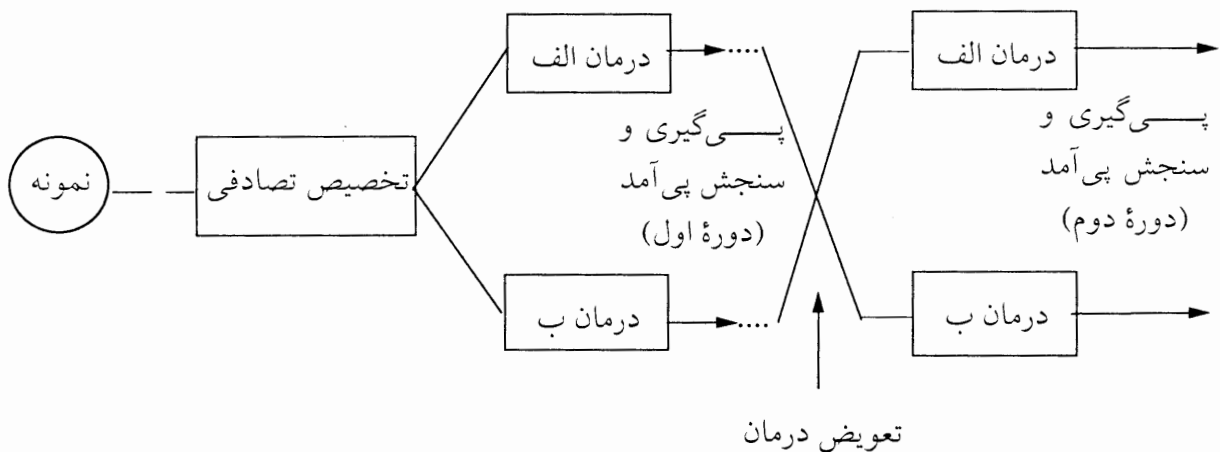 نمونه
تخصیص تصادفی
درمان الف
پی‌گیری و
سنجش پی‌آمد
(دورهٔ اول)
درمان ب
تعویض درمان
درمان الف
پی‌گیری و
سنجش پی‌آمد
(دورهٔ دوم)
درمان ب